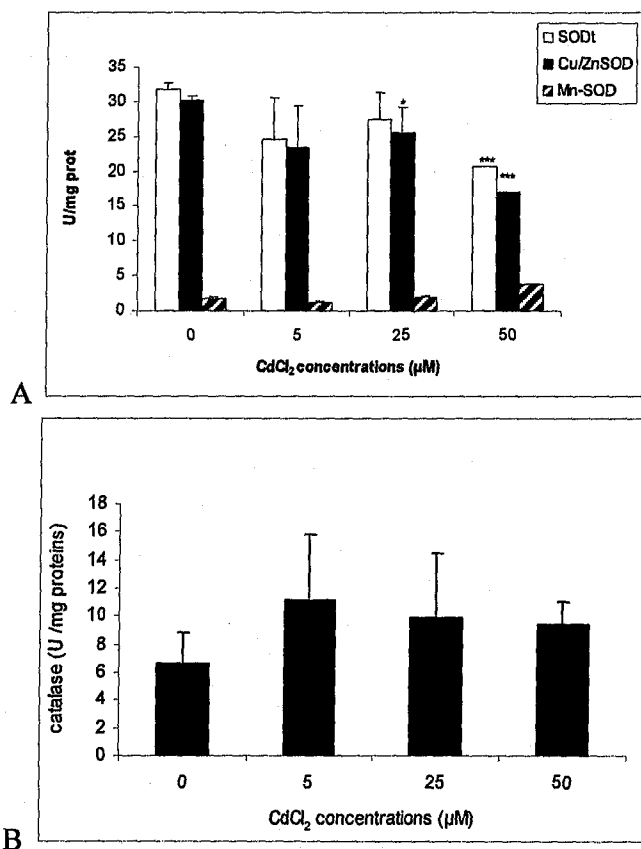 SODt
Cu/ZnSOD
Mn-SOD
35
30
25
20
15
10
5
0
U/mg prot
*
***
***
0 5 25 50
CdCl₂ concentrations (µM)
A
18
16
14
12
10
8
6
4
2
0
catalase (U /mg proteins)
0 5 25 50
CdCl₂ concentrations (µM)
B